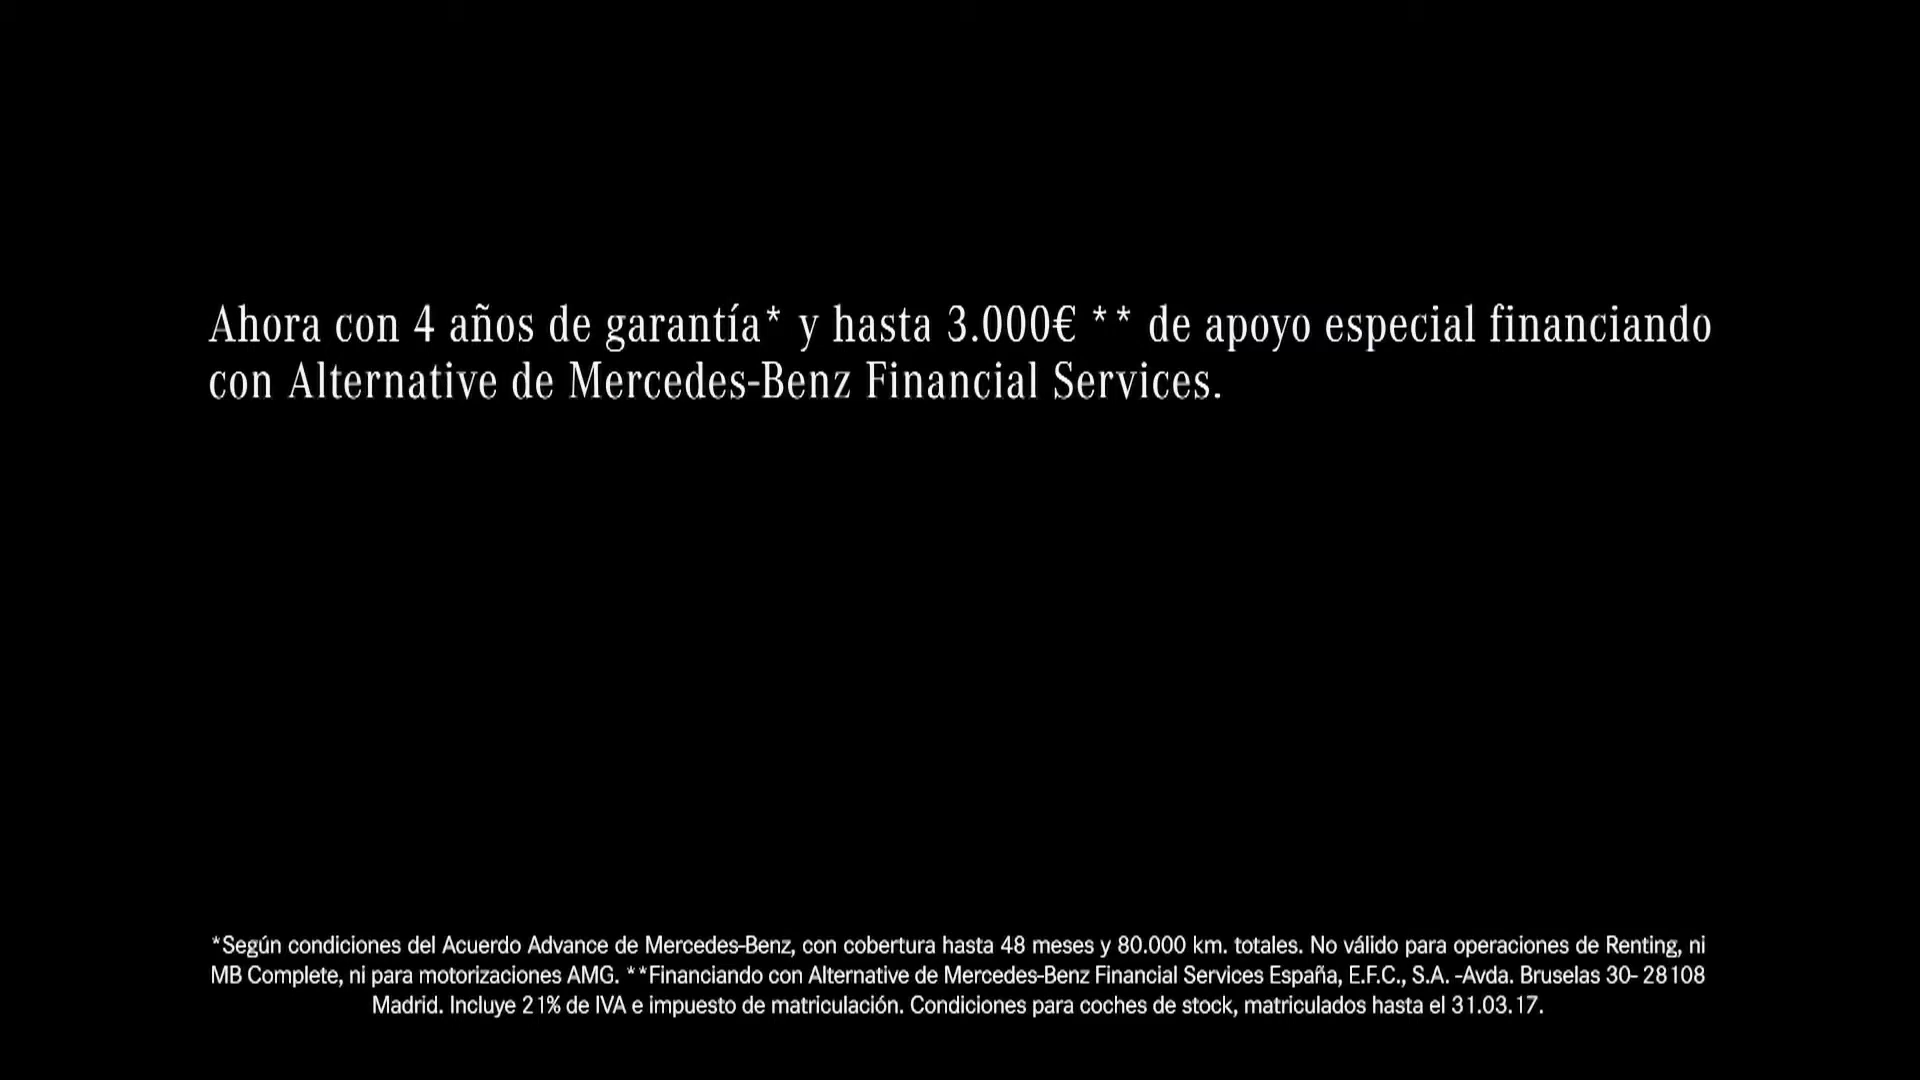 Ahora con 4 años de garantía* y hasta 3.000€ ** de apoyo especial financiando
con Alternative de Mercedes-Benz Financial Services.
*Según condiciones del Acuerdo Advance de Mercedes-Benz, con cobertura hasta 48 meses y 80.000 km. totales. No válido para operaciones de Renting, ni
MB Complete, ni para motorizaciones AMG. **Financiando con Alternative de Mercedes-Benz Financial Services España, E.F.C., S.A. -Avda. Bruselas 30- 28108
Madrid. Incluye 21% de IVA e impuesto de matriculación. Condiciones para coches de stock, matriculados hasta el 31.03.17.